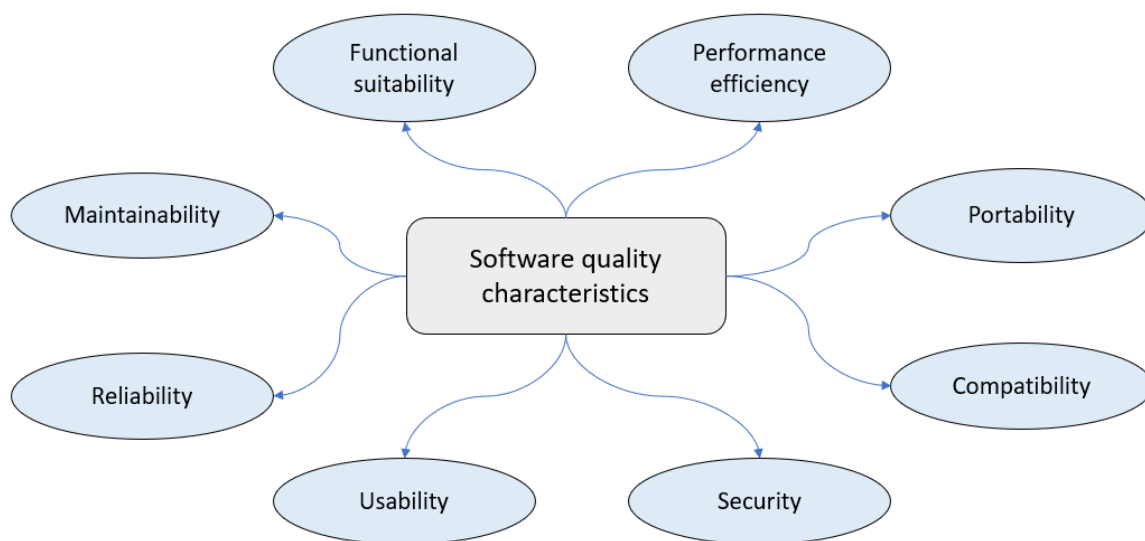 Functional
suitability
Performance
efficiency
Maintainability
Portability
Software quality
characteristics
Reliability
Compatibility
Usability
Security